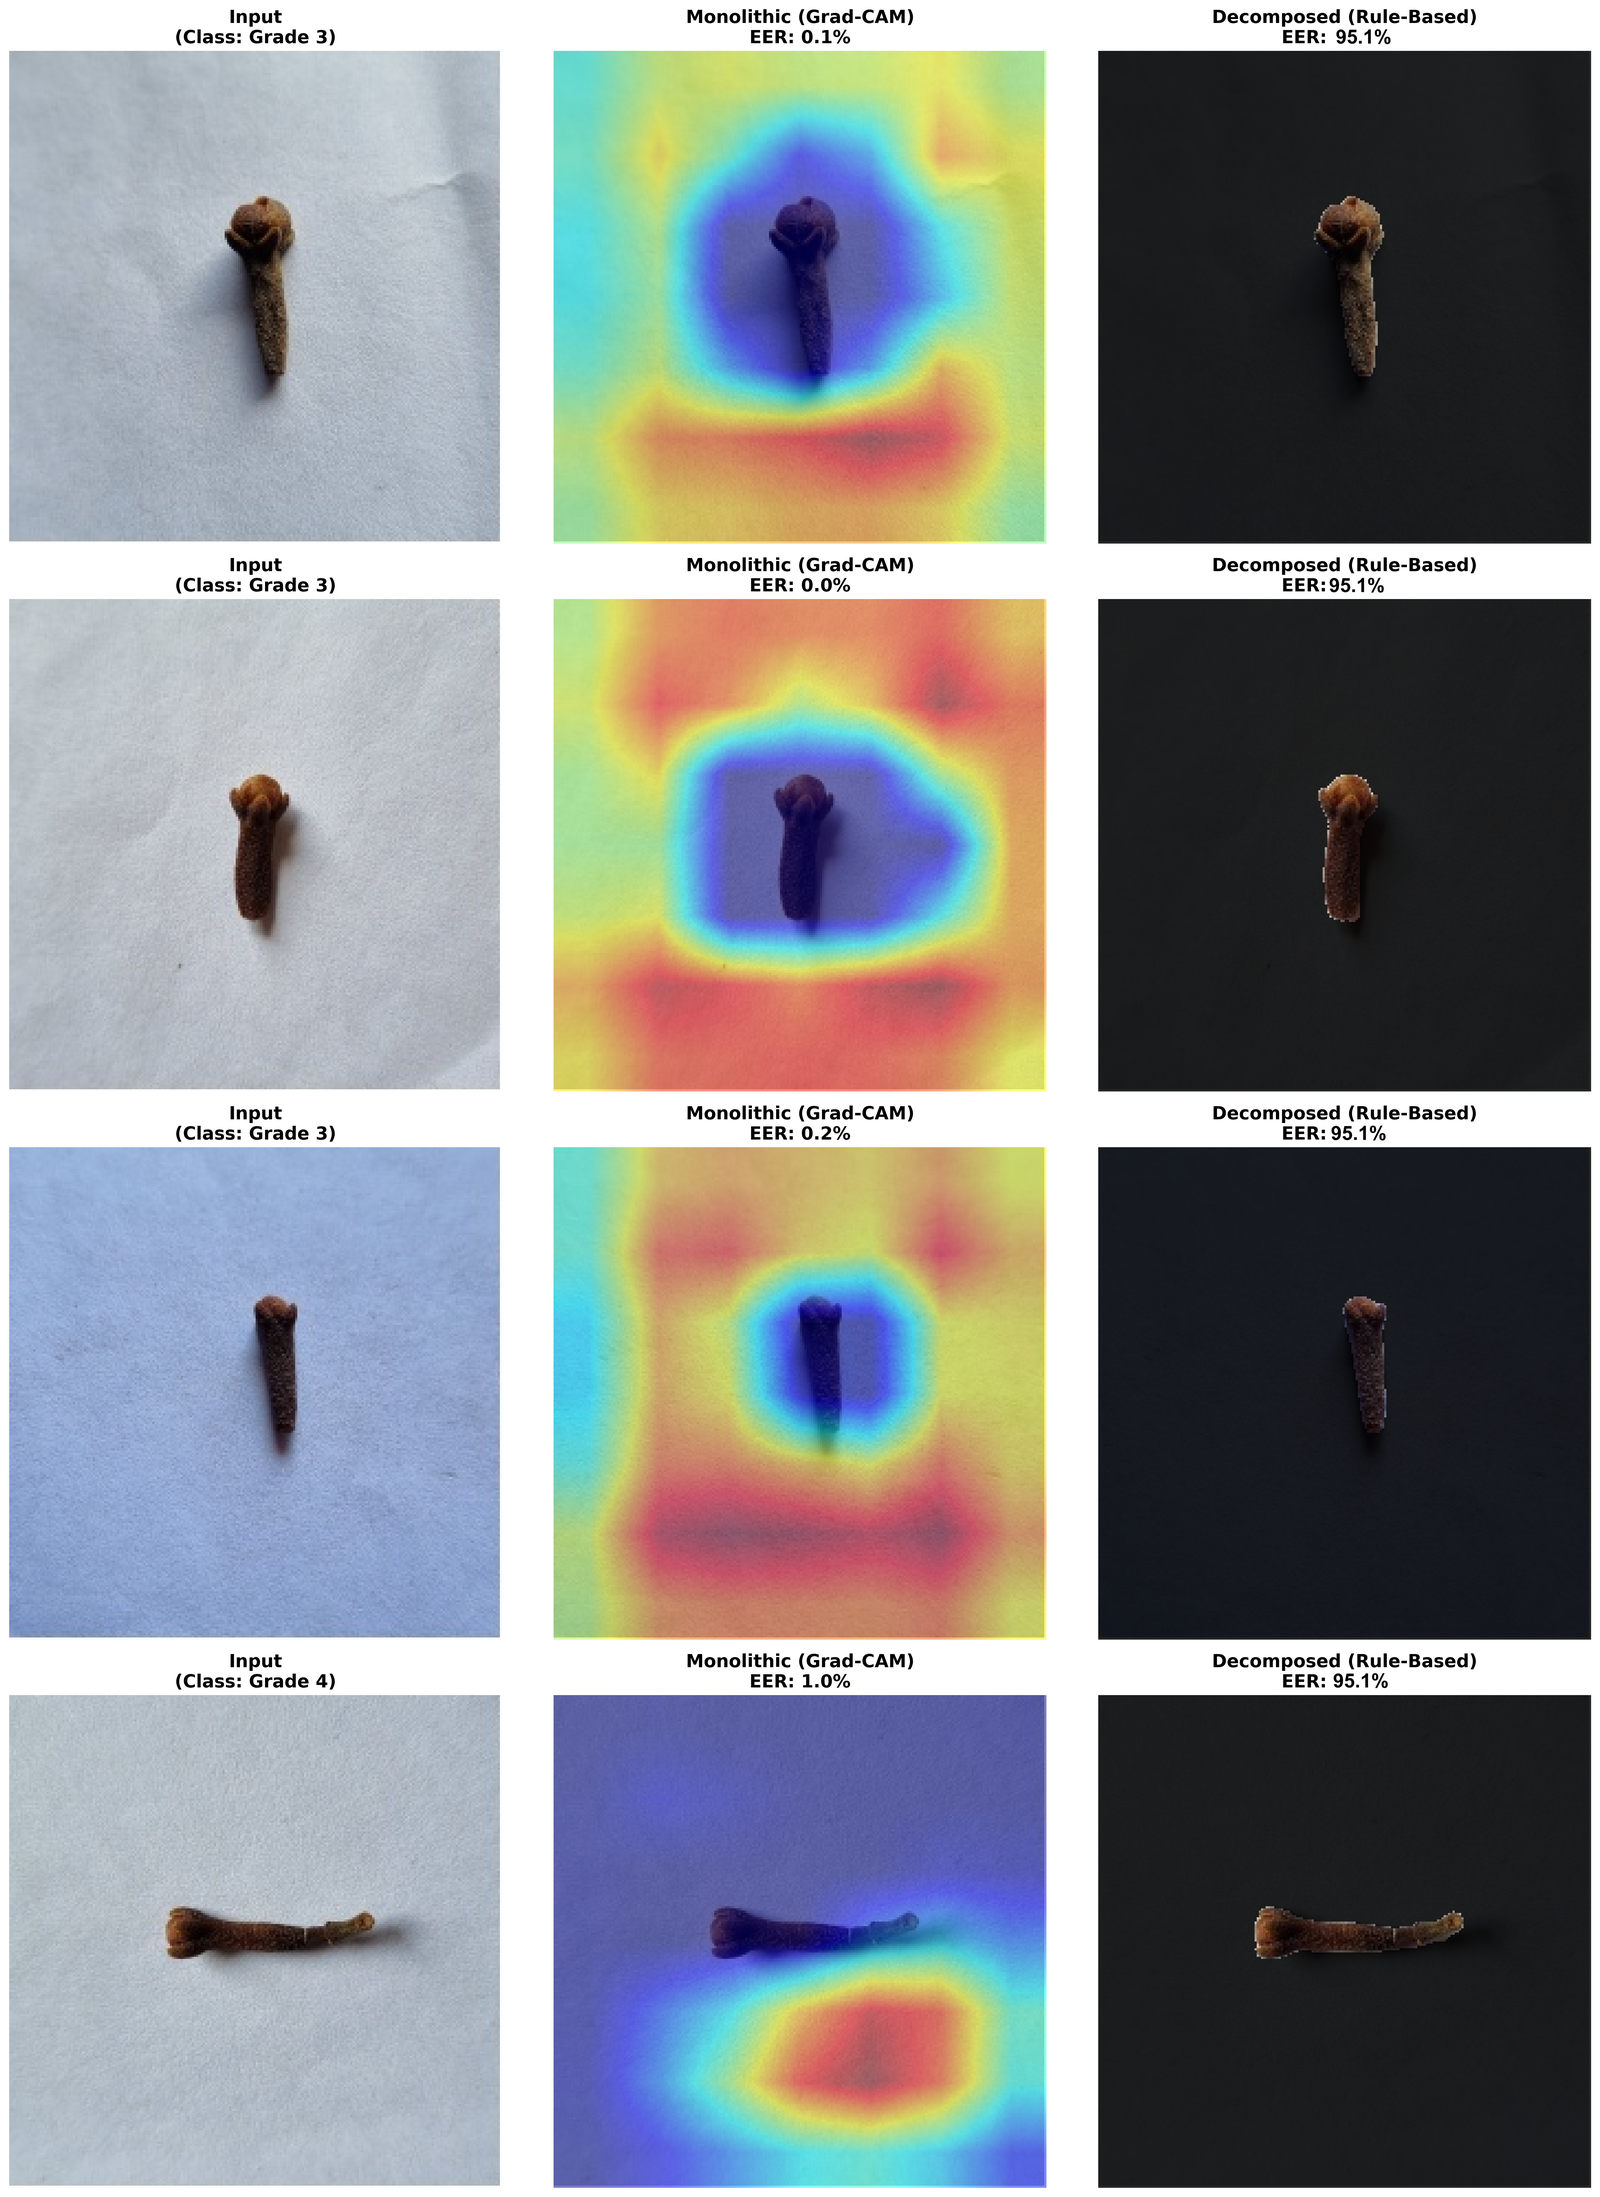 Input
(Class: Grade 3)
Monolithic (Grad-CAM)
EER: 0.1%
Decomposed (Rule-Based)
EER: 95.1%
Input
(Class: Grade 3)
Monolithic (Grad-CAM)
EER: 0.0%
Decomposed (Rule-Based)
EER:95.1%
Input
(Class: Grade 3)
Monolithic (Grad-CAM)
EER: 0.2%
Decomposed (Rule-Based)
EER: 95.1%
Input
(Class: Grade 4)
Monolithic (Grad-CAM)
EER: 1.0%
Decomposed (Rule-Based)
EER: 95.1%